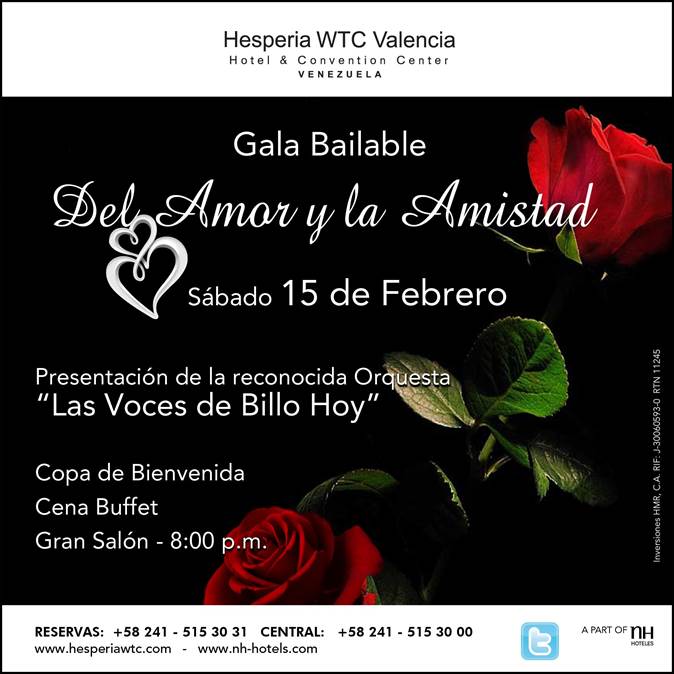 Hesperia WTC Valencia
Hotel & Convention Center
VENEZUELA
Gala Bailable
Del Amor y la Amistad
Sábado 15 de Febrero
Presentación de la reconocida Orquesta
“Las Voces de Billo Hoy”
Copa de Bienvenida
Cena Buffet
Gran Salón - 8:00 p.m.
Inversiones HMR, C.A. RIF: J-30060593-0 RTN 11245
RESERVAS: +58 241 - 515 30 31 CENTRAL: +58 241 - 515 30 00
www.hesperiawtc.com - www.nh-hotels.com
A PART OF nH
HOTELES